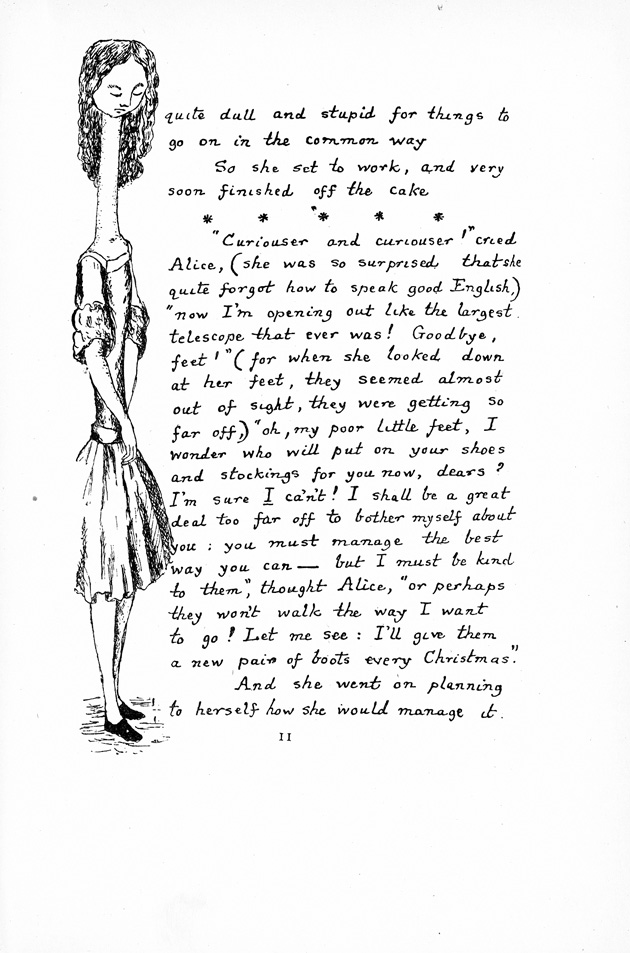 quite dull and stupid for things to
go on in the common way
So she set to work, and very
soon finished off the cake
* * * * *
"Curiouser and curiouser!" cried
Alice, (she was so surprised that she
quite forgot how to speak good English,)
"now I'm opening out like the largest
telescope that ever was! Goodbye,
feet!" (for when she looked down
at her feet, they seemed almost
out of sight, they were getting so
far off,) "oh, my poor little feet, I
wonder who will put on your shoes
and stockings for you now, dears?
I'm sure I can't! I shall be a great
deal too far off to bother myself about
you: you must manage the best
way you can — but I must be kind
to them", thought Alice, "or perhaps
they won't walk the way I want
to go! Let me see: I'll give them
a new pair of boots every Christmas."
And she went on planning
to herself how she would manage it.
11